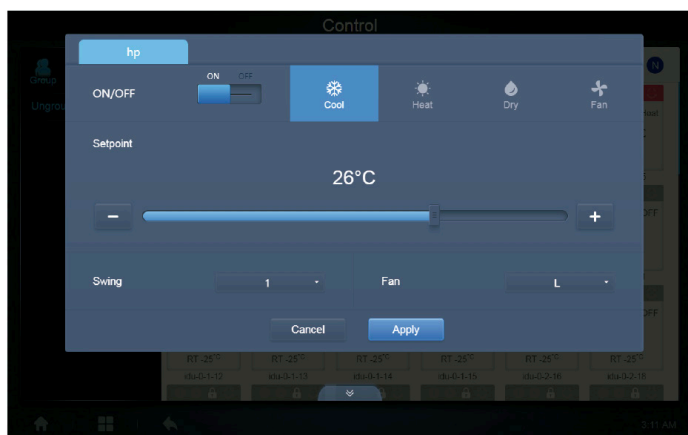 Control
hp
Group
N
Ungrou
ON/OFF
ON OFF
Cool
Heat
Dry
Fan
Setpoint
26°C
− +
OFF
Swing
1
Fan
L
OFF
Cancel
Apply
RT -25°C RT -25°C RT -25°C RT -25°C RT -25°C RT -25°C
idu-0-1-12 idu-0-1-13 idu-0-1-14 idu-0-1-15 idu-0-2-16 idu-0-2-18
3:11 AM